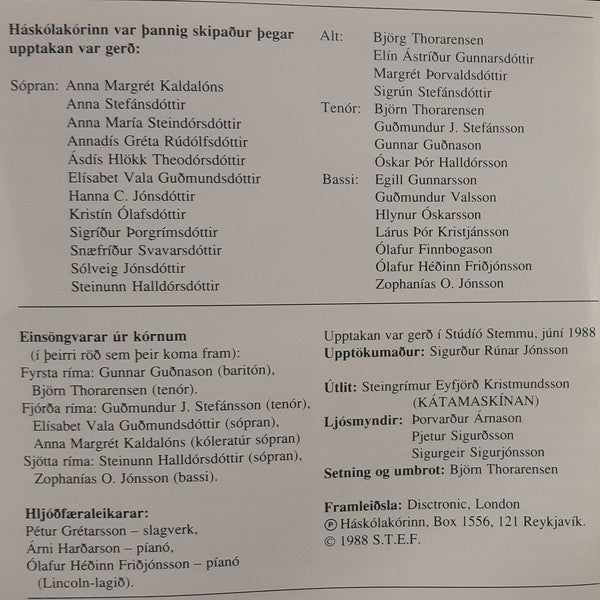 Háskólakórinn var þannig skipaður þegar
upptakan var gerð:
Sópran: Anna Margrét Kaldalóns
Anna Stefánsdóttir
Anna María Steindórsdóttir
Annadís Gréta Rúdólfsdóttir
Ásdís Hlökk Theodórsdóttir
Elísabet Vala Guðmundsdóttir
Hanna C. Jónsdóttir
Kristín Ólafsdóttir
Sigríður Þorgrímsdóttir
Snæfríður Svavarsdóttir
Sólveig Jónsdóttir
Steinunn Halldórsdóttir
Alt: Björg Thorarensen
Elín Ástríður Gunnarsdóttir
Margrét Þorvaldsdóttir
Sigrún Stefánsdóttir
Tenór: Björn Thorarensen
Guðmundur J. Stefánsson
Gunnar Guðnason
Óskar Þór Halldórsson
Bassi: Egill Gunnarsson
Guðmundur Valsson
Hlynur Óskarsson
Lárus Þór Kristjánsson
Ólafur Finnbogason
Ólafur Héðinn Friðjónsson
Zophanías O. Jónsson
Einsöngvarar úr kórnum
(í þeirri röð sem þeir koma fram):
Fyrsta ríma: Gunnar Guðnason (baritón),
Björn Thorarensen (tenór).
Fjórða ríma: Guðmundur J. Stefánsson (tenór),
Elísabet Vala Guðmundsdóttir (sópran),
Anna Margrét Kaldalóns (kóleratúr sópran)
Sjötta ríma: Steinunn Halldórsdóttir (sópran),
Zophanías O. Jónsson (bassi).
Hljóðfæraleikarar:
Pétur Grétarsson – slagverk,
Árni Harðarson – píanó,
Ólafur Héðinn Friðjónsson – píanó
(Lincoln-lagið).
Upptakan var gerð í Stúdíó Stemmu, júní 1988
Upptökumaður: Sigurður Rúnar Jónsson
Útlit: Steingrímur Eyfjörð Kristmundsson
(KÁTAMASKÍNAN)
Ljósmyndir: Þorvarður Árnason
Pjetur Sigurðsson
Sigurgeir Sigurjónsson
Setning og umbrot: Björn Thorarensen
Framleiðsla: Disctronic, London
Ⓟ Háskólakórinn, Box 1556, 121 Reykjavík.
© 1988 S.T.E.F.